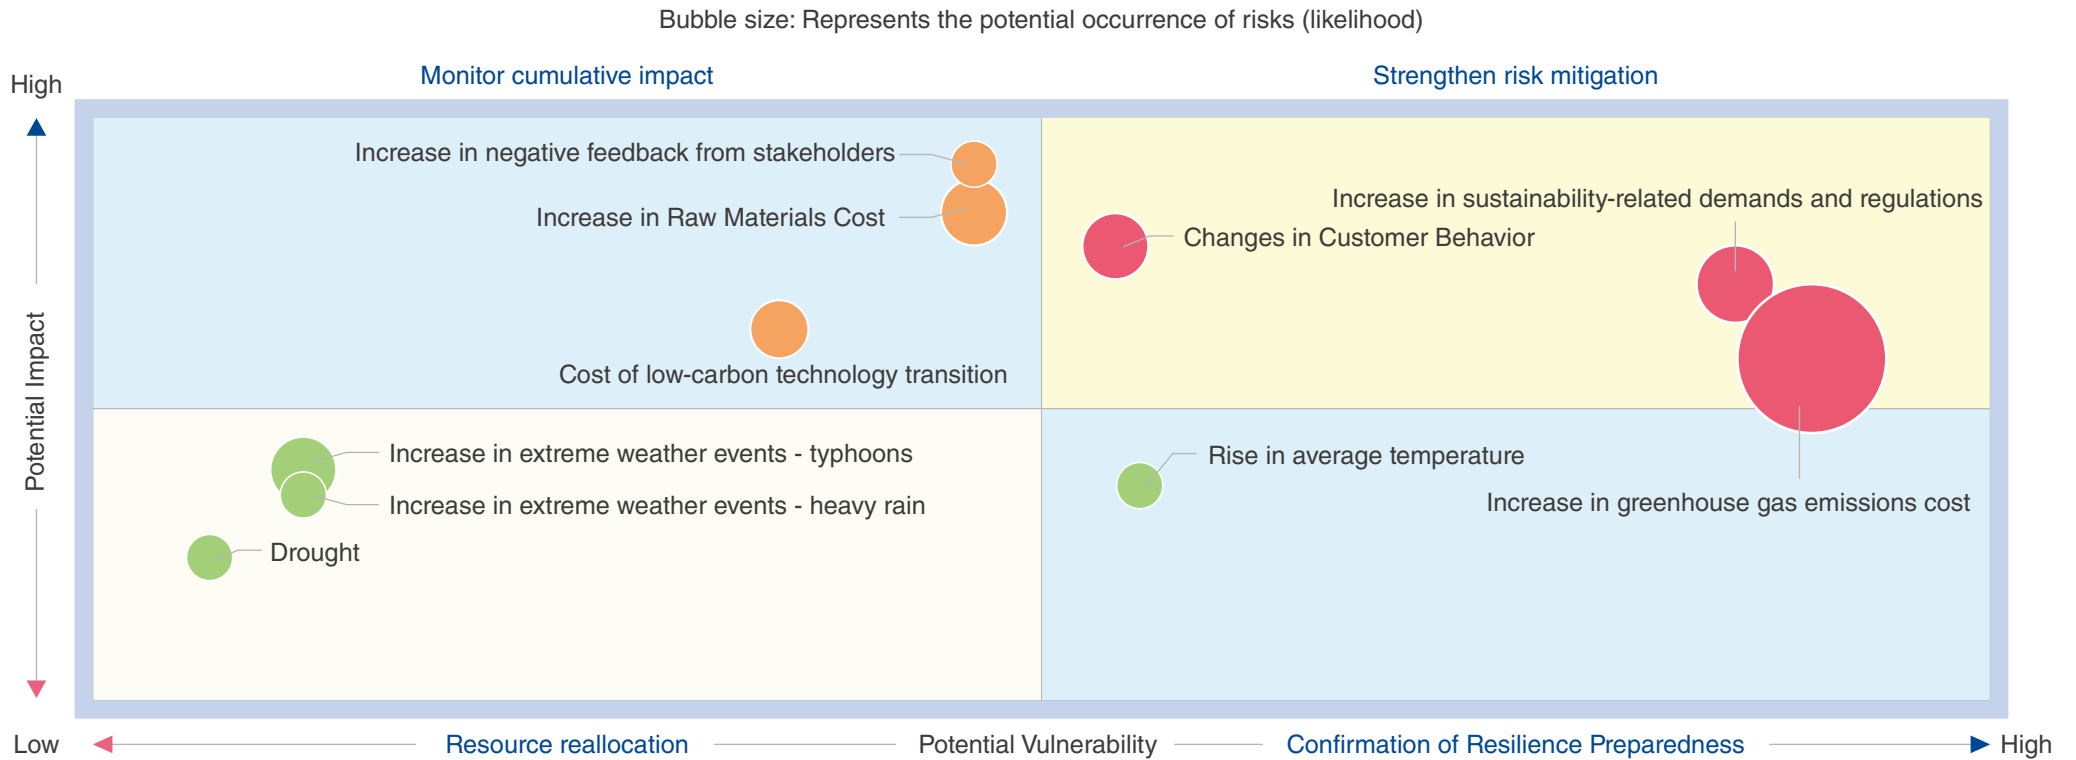 Bubble size: Represents the potential occurrence of risks (likelihood)
Monitor cumulative impact
Strengthen risk mitigation
High
Increase in negative feedback from stakeholders
Increase in Raw Materials Cost
Cost of low-carbon technology transition
Increase in sustainability-related demands and regulations
Changes in Customer Behavior
Potential Impact
Increase in extreme weather events - typhoons
Increase in extreme weather events - heavy rain
Drought
Rise in average temperature
Increase in greenhouse gas emissions cost
Low
Resource reallocation
Potential Vulnerability
Confirmation of Resilience Preparedness
High